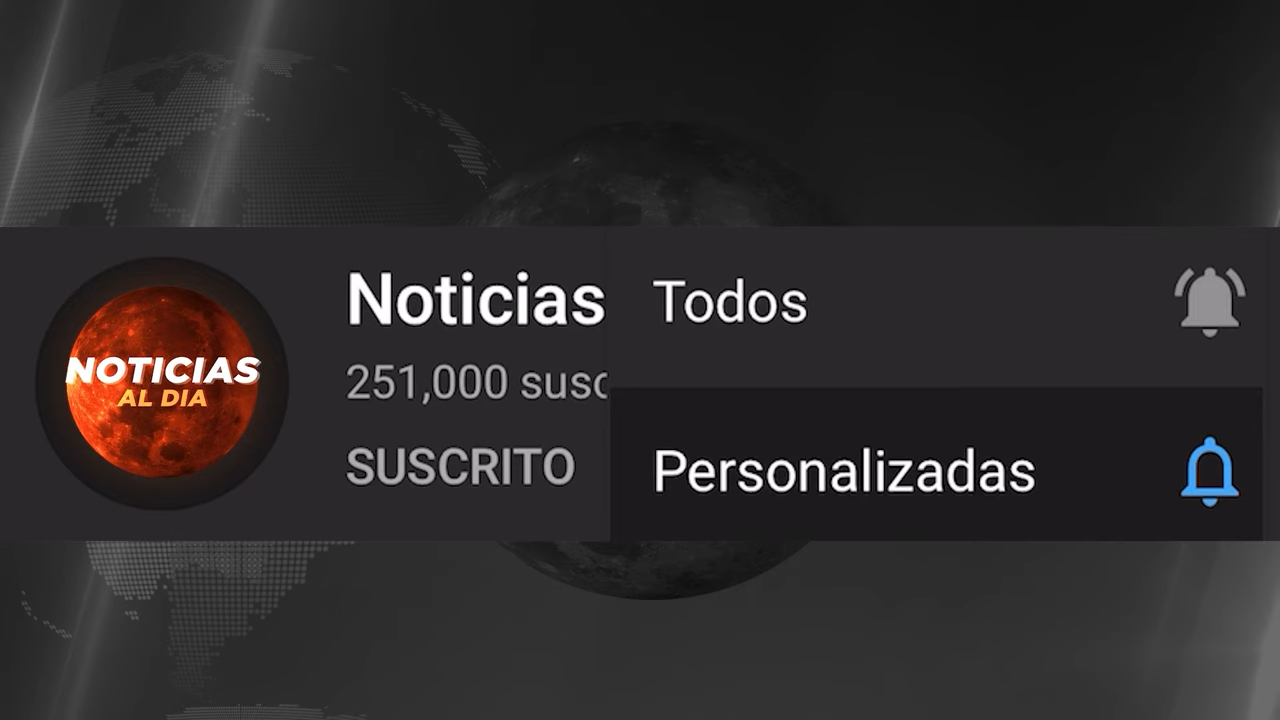 NOTICIAS
AL DIA
Noticias
251,000 susc
SUSCRITO
Todos
Personalizadas